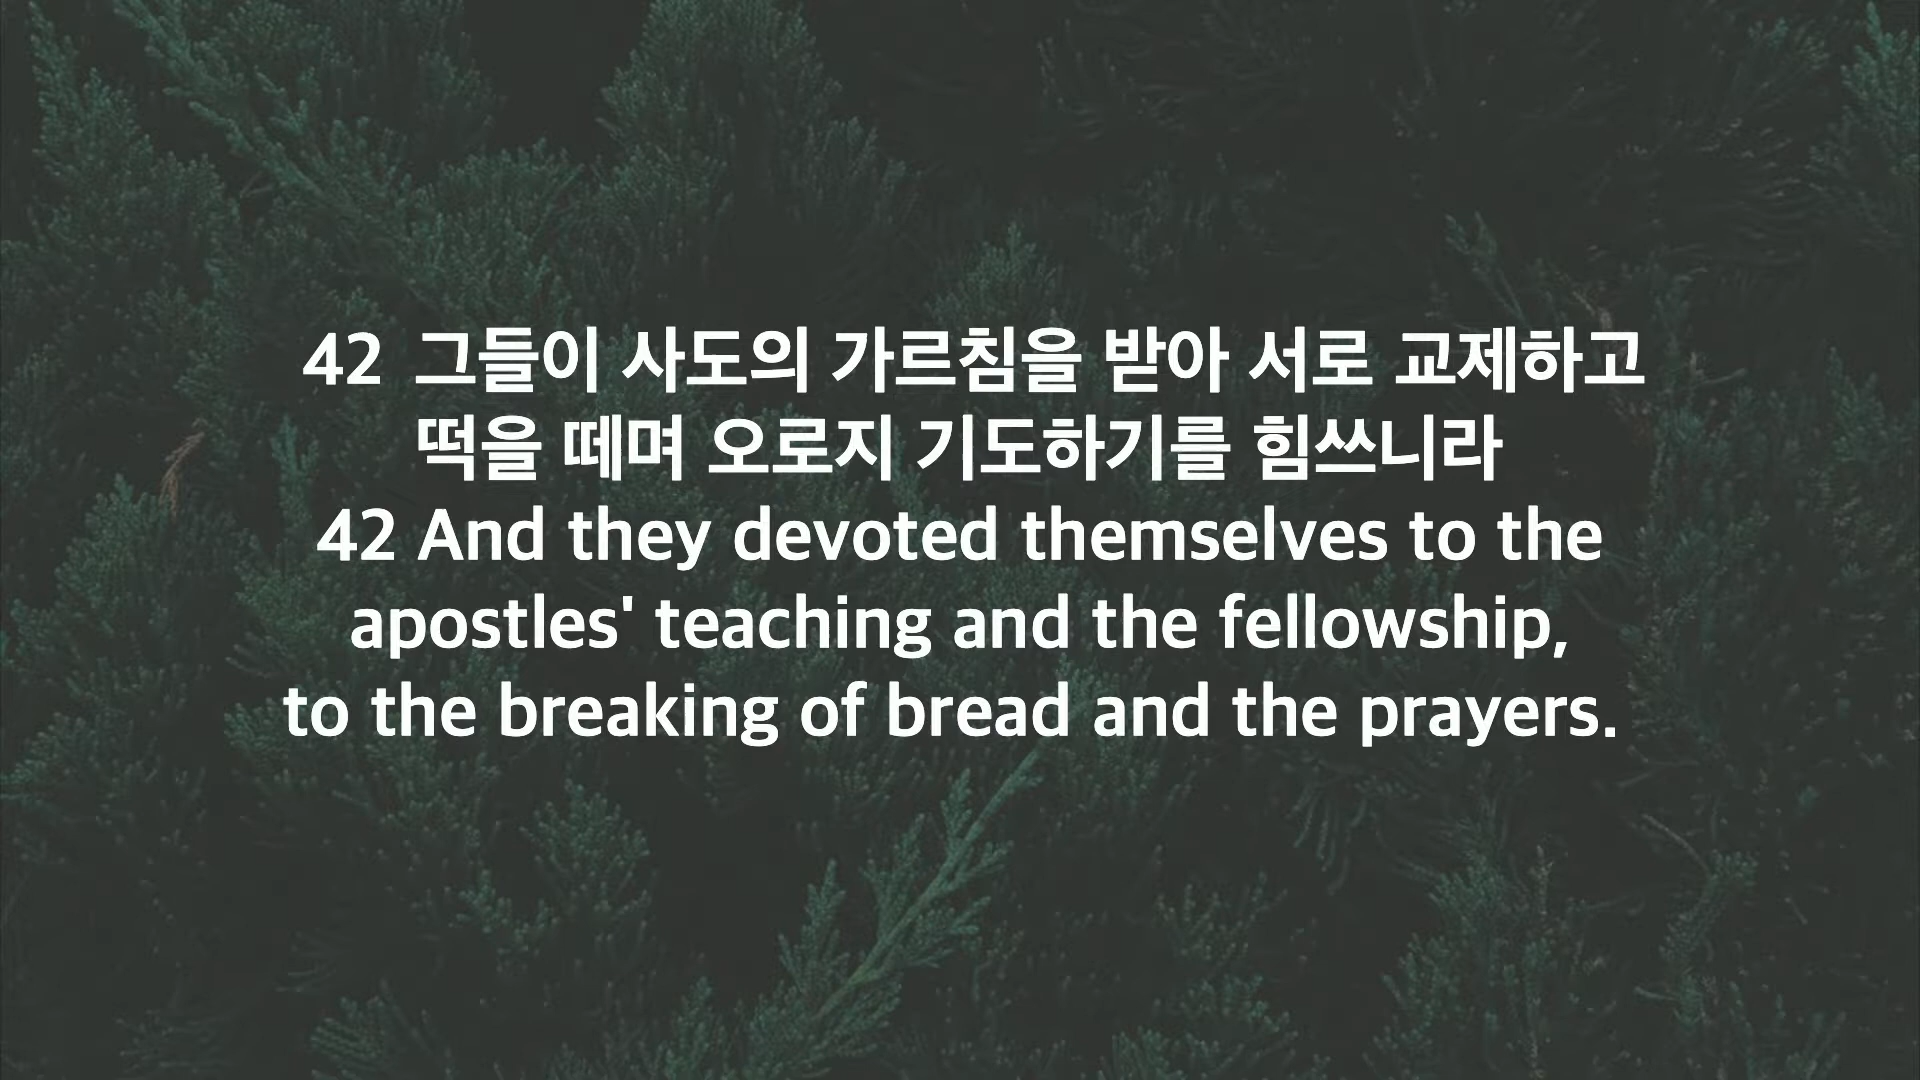 42 그들이 사도의 가르침을 받아 서로 교제하고
떡을 떼며 오로지 기도하기를 힘쓰니라
42 And they devoted themselves to the
apostles' teaching and the fellowship,
to the breaking of bread and the prayers.